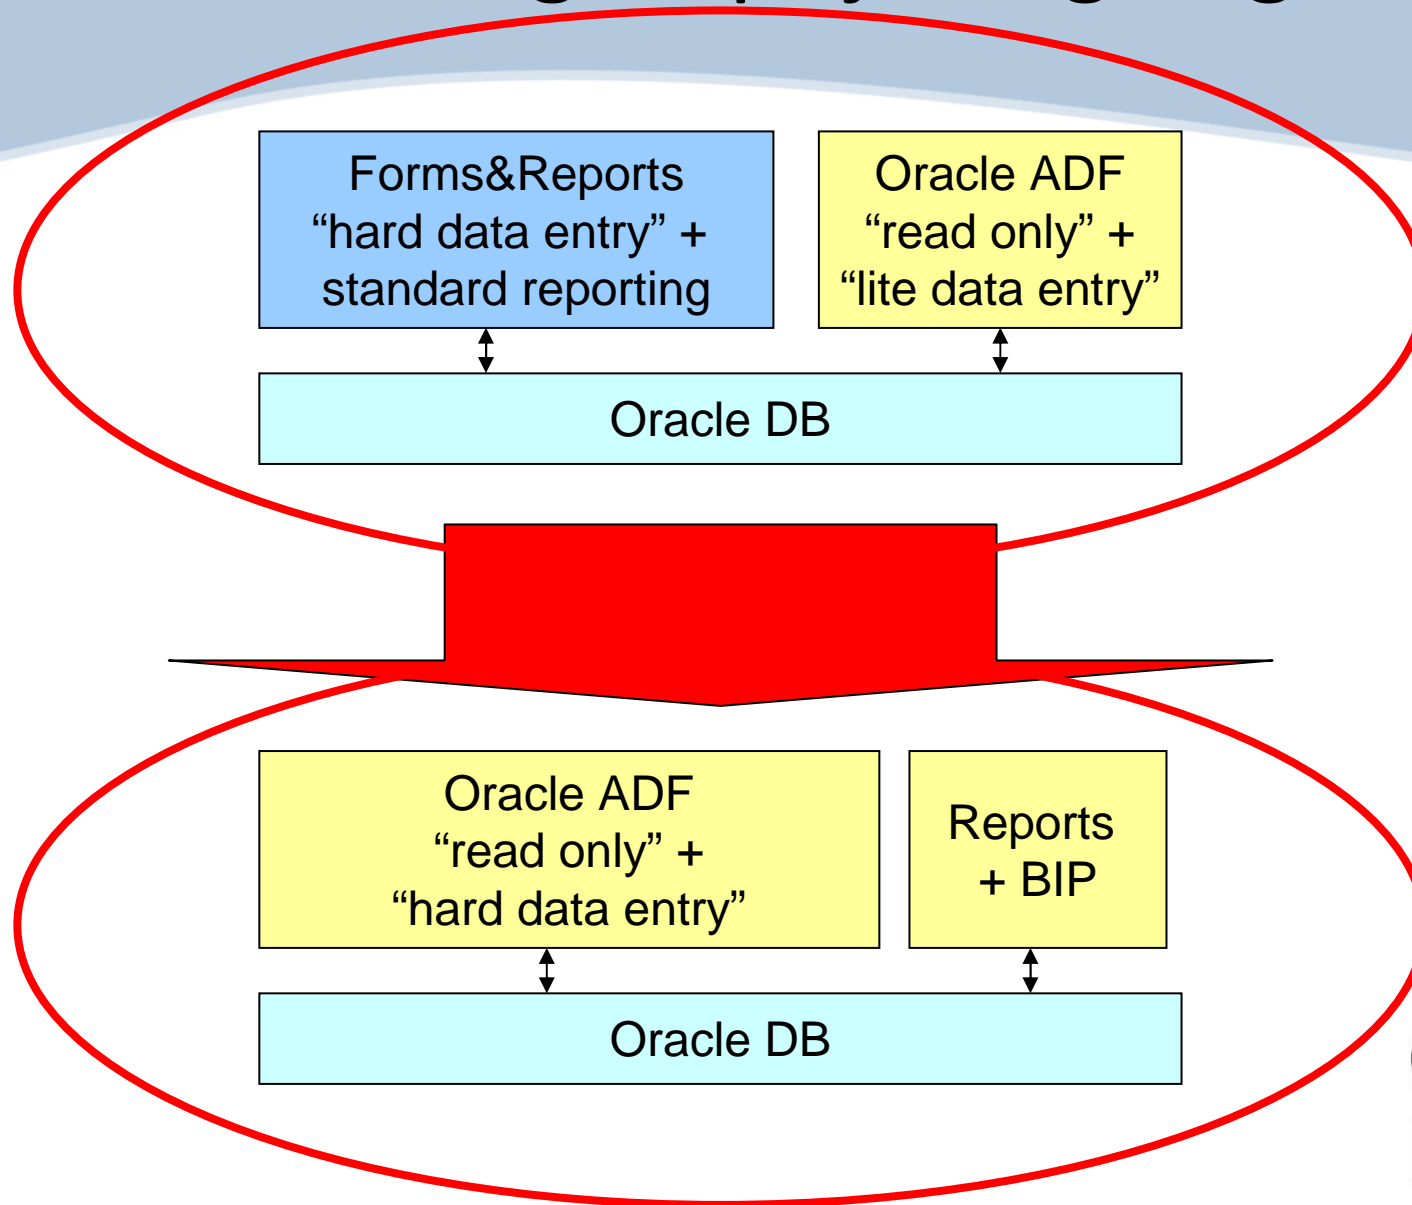 Forms&Reports
“hard data entry” +
standard reporting
Oracle ADF
“read only” +
“lite data entry”
Oracle DB
Oracle ADF
“read only” +
“hard data entry”
Reports
+ BIP
Oracle DB